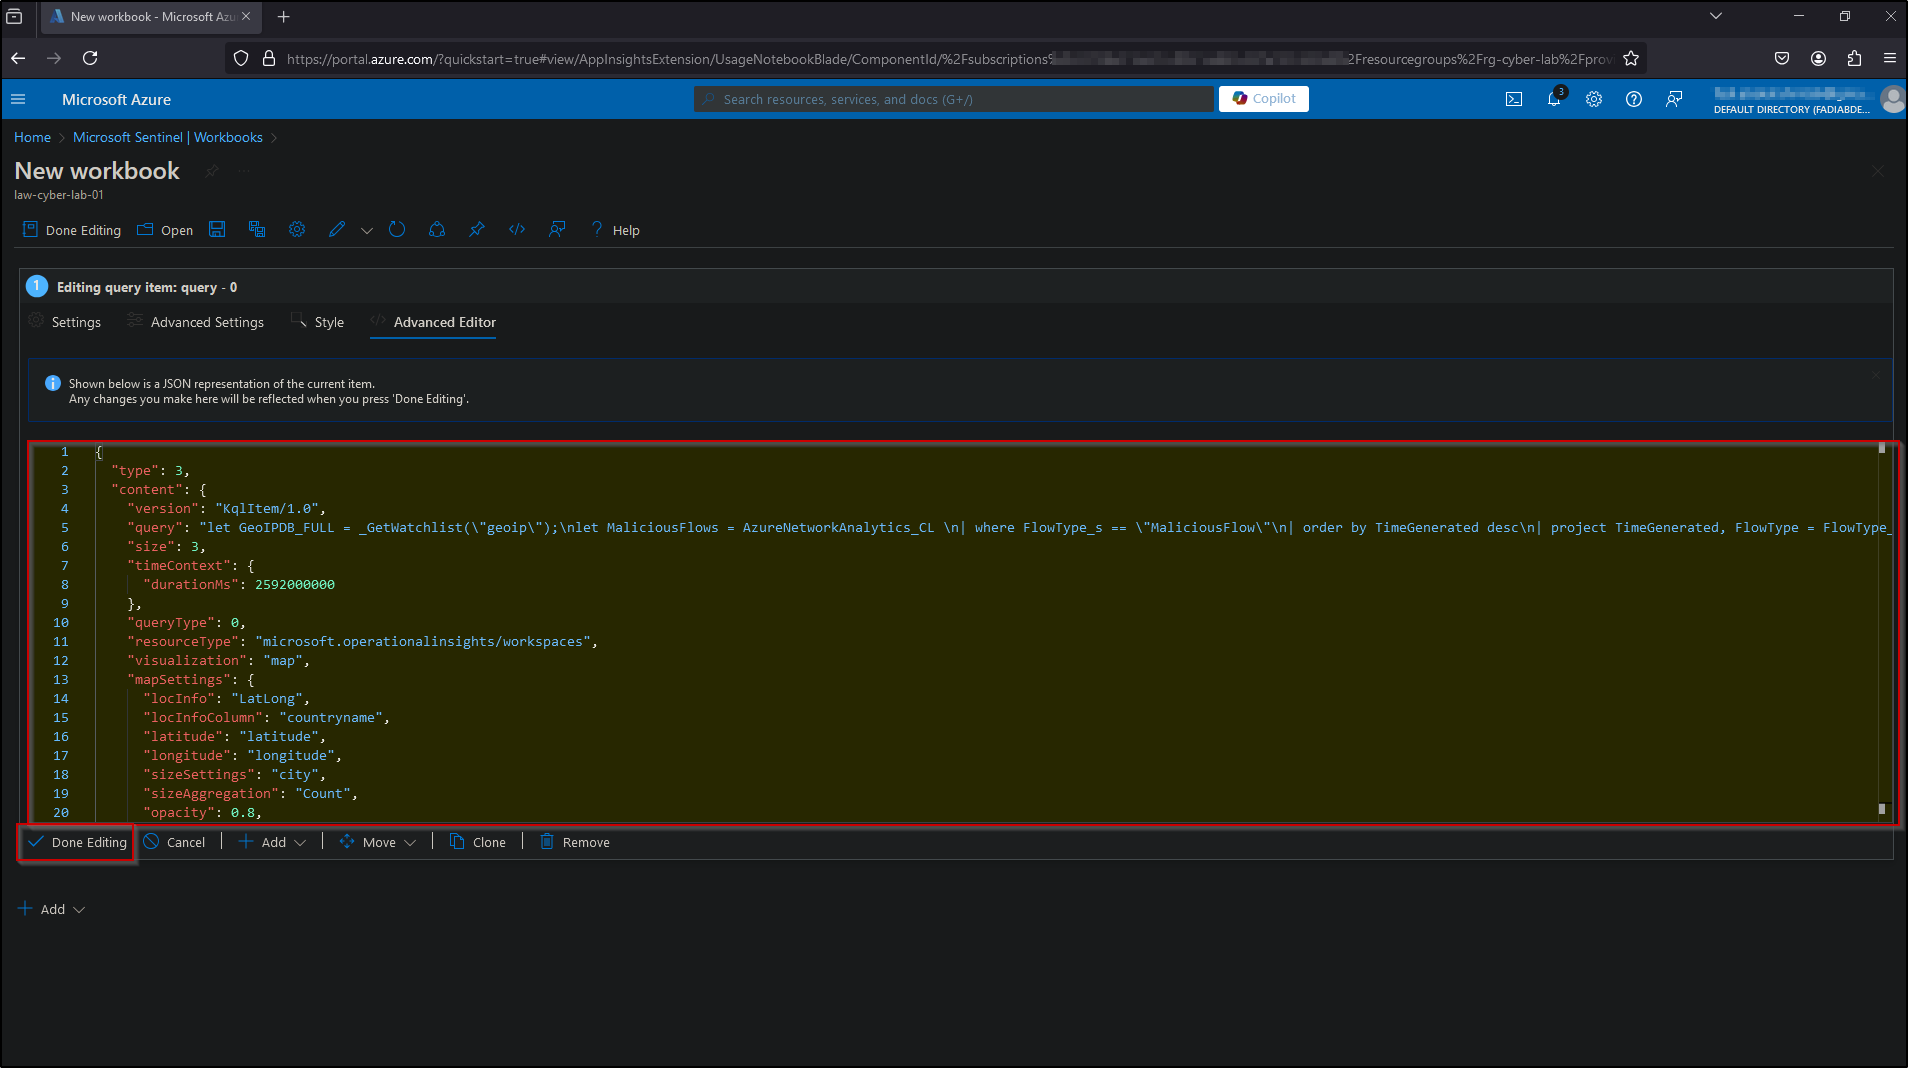 New workbook - Microsoft Azu
https://portal.azure.com/?quickstart=true#view/AppInsightsExtension/UsageNotebookBlade/ComponentId/%2Fsubscriptions% 2Fresourcegroups%2Frg-cyber-lab%2Fprov
Microsoft Azure
Search resources, services, and docs (G+/)
Copilot
3
DEFAULT DIRECTORY (FADIABDE...
Home > Microsoft Sentinel | Workbooks >
New workbook
law-cyber-lab-01
Done Editing Open Help
1 Editing query item: query - 0
Settings Advanced Settings Style Advanced Editor
Shown below is a JSON representation of the current item.
Any changes you make here will be reflected when you press 'Done Editing'.
1 {
2 "type": 3,
3 "content": {
4 "version": "KqlItem/1.0",
5 "query": "let GeoIPDB_FULL = _GetWatchlist(\"geoip\");\nlet MaliciousFlows = AzureNetworkAnalytics_CL \n| where FlowType_s == \"MaliciousFlow\"\n| order by TimeGenerated desc\n| project TimeGenerated, FlowType = FlowType_
6 "size": 3,
7 "timeContext": {
8 "durationMs": 2592000000
9 },
10 "queryType": 0,
11 "resourceType": "microsoft.operationalinsights/workspaces",
12 "visualization": "map",
13 "mapSettings": {
14 "locInfo": "LatLong",
15 "locInfoColumn": "countryname",
16 "latitude": "latitude",
17 "longitude": "longitude",
18 "sizeSettings": "city",
19 "sizeAggregation": "Count",
20 "opacity": 0.8,
Done Editing Cancel Add Move Clone Remove
Add